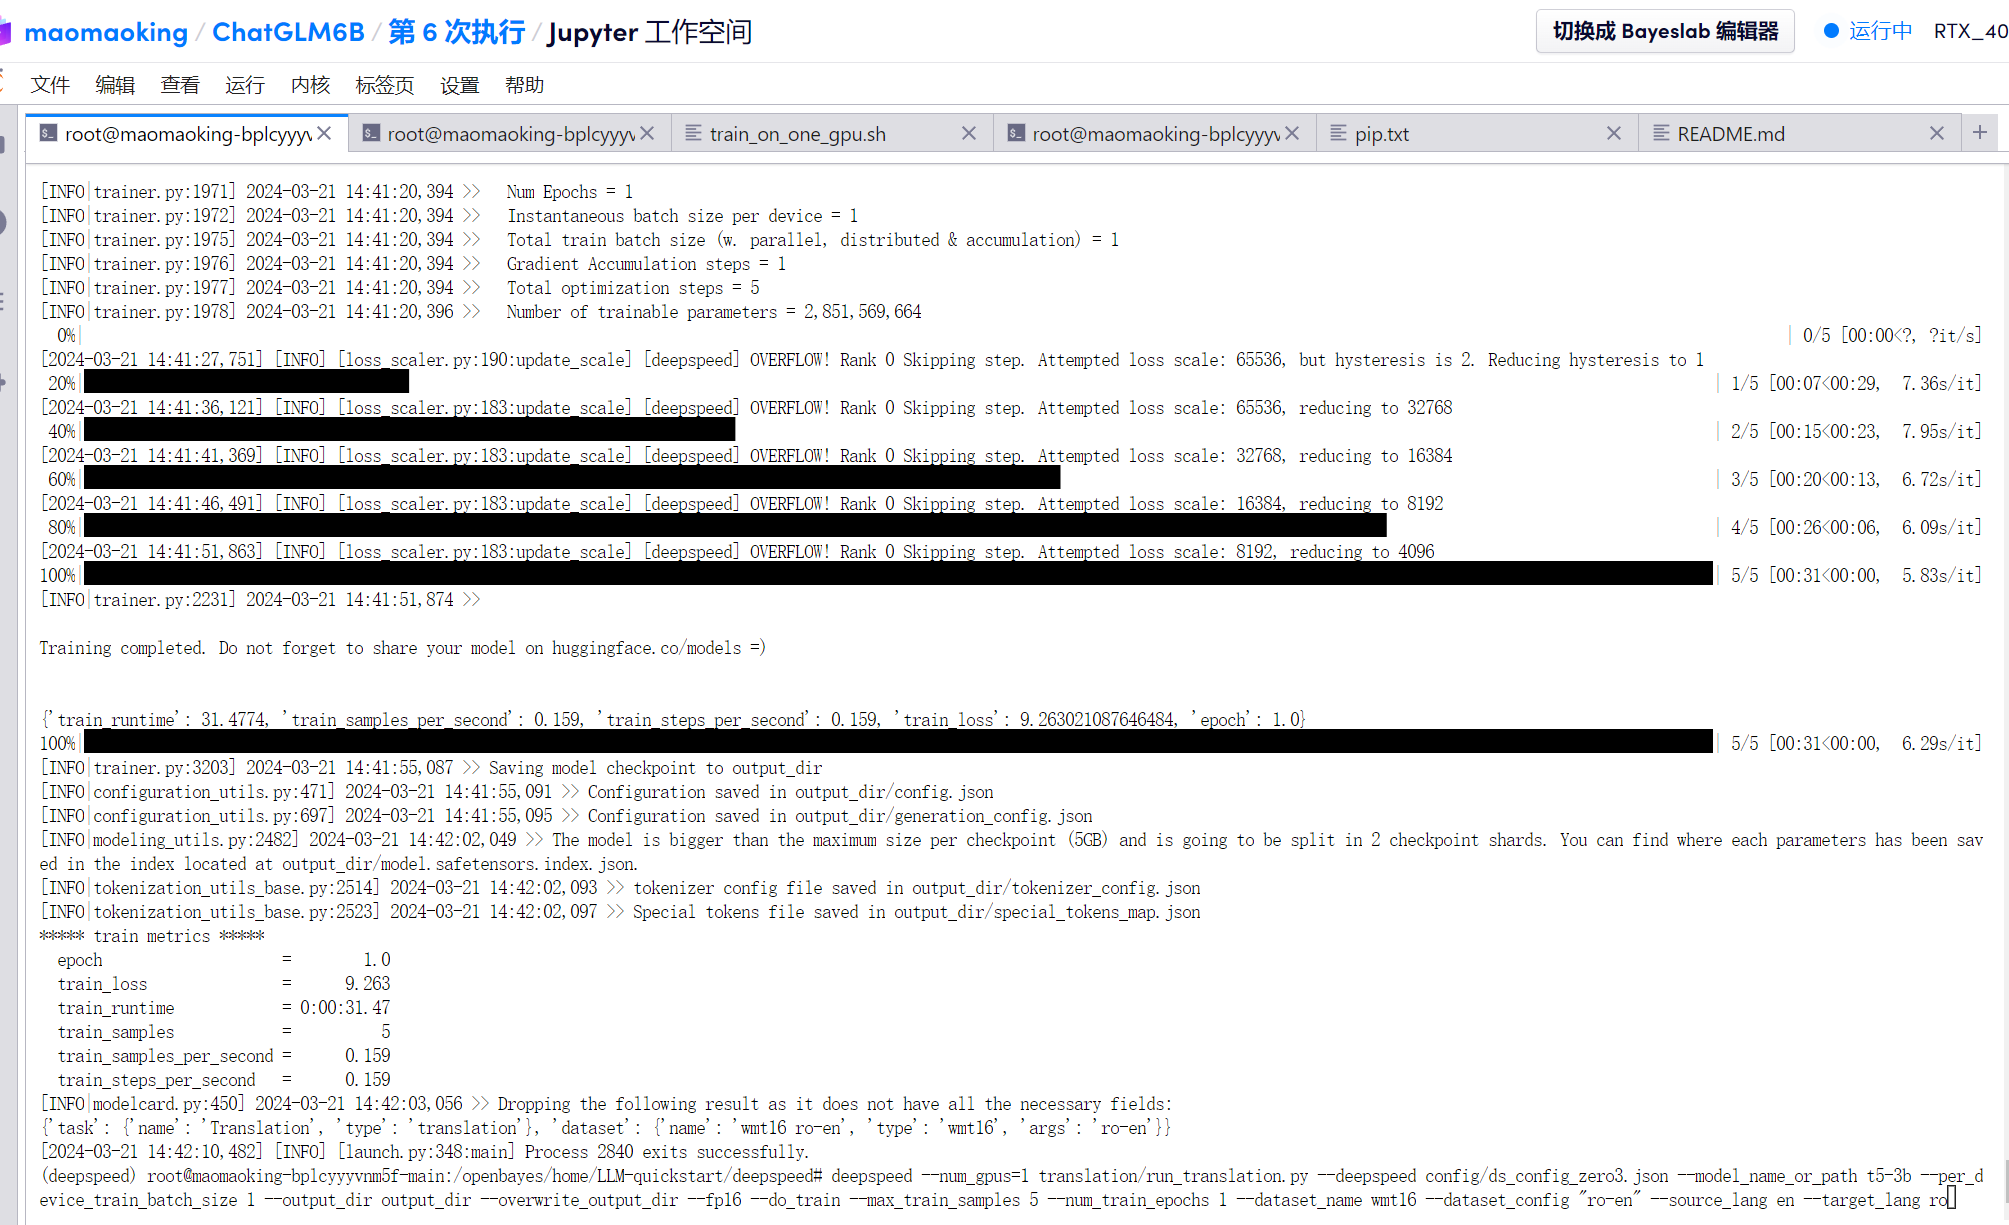 maomaoking / ChatGLM6B / 第 6 次执行 / Jupyter 工作空间
切换成 Bayeslab 编辑器
运行中
RTX_40
文件 编辑 查看 运行 内核 标签页 设置 帮助
root@maomaoking-bplcyyyv
root@maomaoking-bplcyyyv
train_on_one_gpu.sh
root@maomaoking-bplcyyyv
pip.txt
README.md
[INFO|trainer.py:1971] 2024-03-21 14:41:20,394 >>   Num Epochs = 1
[INFO|trainer.py:1972] 2024-03-21 14:41:20,394 >>   Instantaneous batch size per device = 1
[INFO|trainer.py:1975] 2024-03-21 14:41:20,394 >>   Total train batch size (w. parallel, distributed & accumulation) = 1
[INFO|trainer.py:1976] 2024-03-21 14:41:20,394 >>   Gradient Accumulation steps = 1
[INFO|trainer.py:1977] 2024-03-21 14:41:20,394 >>   Total optimization steps = 5
[INFO|trainer.py:1978] 2024-03-21 14:41:20,396 >>   Number of trainable parameters = 2,851,569,664
0%| | 0/5 [00:00<?, ?it/s]
[2024-03-21 14:41:27,751] [INFO] [loss_scaler.py:190:update_scale] [deepspeed] OVERFLOW! Rank 0 Skipping step. Attempted loss scale: 65536, but hysteresis is 2. Reducing hysteresis to 1
20%| | 1/5 [00:07<00:29, 7.36s/it]
[2024-03-21 14:41:36,121] [INFO] [loss_scaler.py:183:update_scale] [deepspeed] OVERFLOW! Rank 0 Skipping step. Attempted loss scale: 65536, reducing to 32768
40%| | 2/5 [00:15<00:23, 7.95s/it]
[2024-03-21 14:41:41,369] [INFO] [loss_scaler.py:183:update_scale] [deepspeed] OVERFLOW! Rank 0 Skipping step. Attempted loss scale: 32768, reducing to 16384
60%| | 3/5 [00:20<00:13, 6.72s/it]
[2024-03-21 14:41:46,491] [INFO] [loss_scaler.py:183:update_scale] [deepspeed] OVERFLOW! Rank 0 Skipping step. Attempted loss scale: 16384, reducing to 8192
80%| | 4/5 [00:26<00:06, 6.09s/it]
[2024-03-21 14:41:51,863] [INFO] [loss_scaler.py:183:update_scale] [deepspeed] OVERFLOW! Rank 0 Skipping step. Attempted loss scale: 8192, reducing to 4096
100%| | 5/5 [00:31<00:00, 5.83s/it]
[INFO|trainer.py:2231] 2024-03-21 14:41:51,874 >>
Training completed. Do not forget to share your model on huggingface.co/models =)
{'train_runtime': 31.4774, 'train_samples_per_second': 0.159, 'train_steps_per_second': 0.159, 'train_loss': 9.263021087646484, 'epoch': 1.0}
100%| | 5/5 [00:31<00:00, 6.29s/it]
[INFO|trainer.py:3203] 2024-03-21 14:41:55,087 >> Saving model checkpoint to output_dir
[INFO|configuration_utils.py:471] 2024-03-21 14:41:55,091 >> Configuration saved in output_dir/config.json
[INFO|configuration_utils.py:697] 2024-03-21 14:41:55,095 >> Configuration saved in output_dir/generation_config.json
[INFO|modeling_utils.py:2482] 2024-03-21 14:42:02,049 >> The model is bigger than the maximum size per checkpoint (5GB) and is going to be split in 2 checkpoint shards. You can find where each parameters has been sav
ed in the index located at output_dir/model.safetensors.index.json.
[INFO|tokenization_utils_base.py:2514] 2024-03-21 14:42:02,093 >> tokenizer config file saved in output_dir/tokenizer_config.json
[INFO|tokenization_utils_base.py:2523] 2024-03-21 14:42:02,097 >> Special tokens file saved in output_dir/special_tokens_map.json
***** train metrics *****
epoch = 1.0
train_loss = 9.263
train_runtime = 0:00:31.47
train_samples = 5
train_samples_per_second = 0.159
train_steps_per_second = 0.159
[INFO|modelcard.py:450] 2024-03-21 14:42:03,056 >> Dropping the following result as it does not have all the necessary fields:
{'task': {'name': 'Translation', 'type': 'translation'}, 'dataset': {'name': 'wmt16 ro-en', 'type': 'wmt16', 'args': 'ro-en'}}
[2024-03-21 14:42:10,482] [INFO] [launch.py:348:main] Process 2840 exits successfully.
(deepspeed) root@maomaoking-bplcyyyvnm5f-main:/openbayes/home/LLM-quickstart/deepspeed# deepspeed --num_gpus=1 translation/run_translation.py --deepspeed config/ds_config_zero3.json --model_name_or_path t5-3b --per_d
evice_train_batch_size 1 --output_dir output_dir --overwrite_output_dir --fp16 --do_train --max_train_samples 5 --num_train_epochs 1 --dataset_name wmt16 --dataset_config "ro-en" --source_lang en --target_lang ro